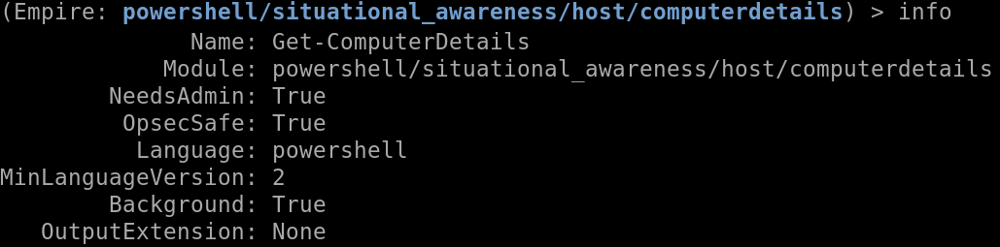 (Empire: powershell/situational_awareness/host/computerdetails) > info
Name: Get-ComputerDetails
Module: powershell/situational_awareness/host/computerdetails
NeedsAdmin: True
OpsecSafe: True
Language: powershell
MinLanguageVersion: 2
Background: True
OutputExtension: None